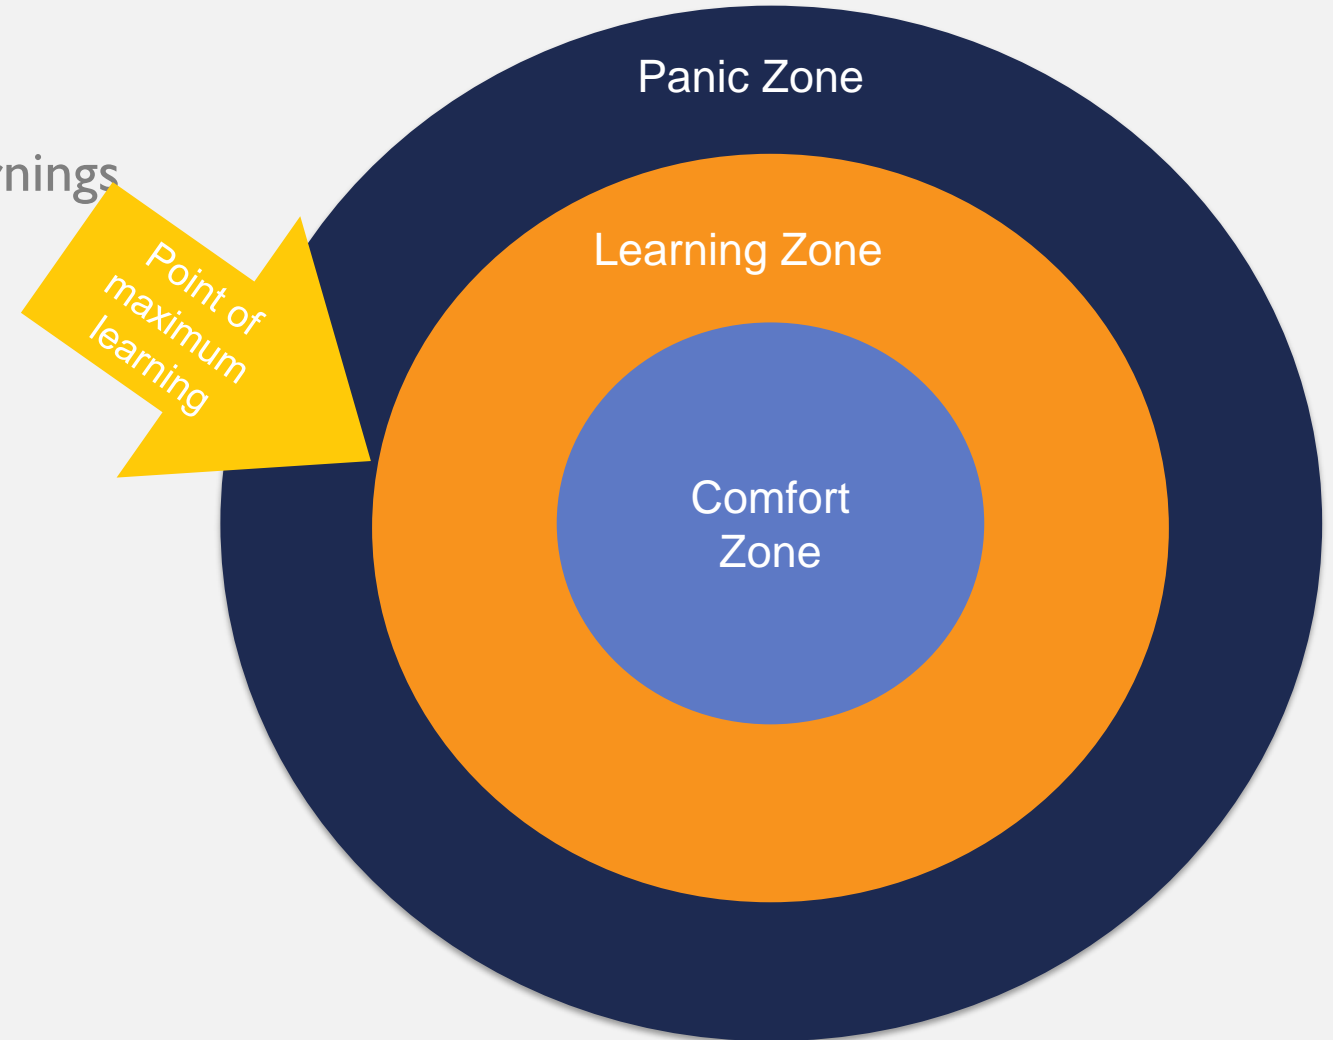 Panic Zone
rnings
Point of
maximum
learning
Learning Zone
Comfort
Zone